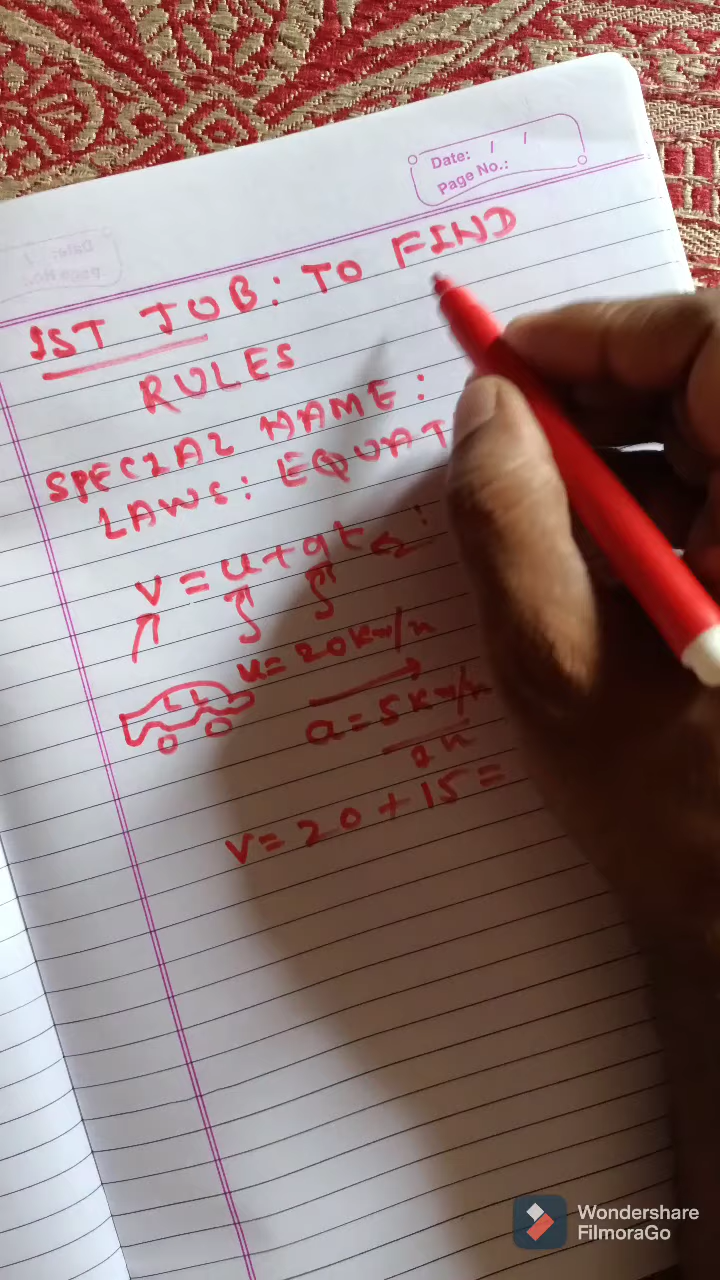 Date: / /
Page No.:
1ST JOB: TO FIND
RULES
SPECIAL NAME:
LAWS: EQUAT
v = u + at
u = 20 km/h
a = 5 km/h
v = 20 + 15 =
Wondershare
FilmoraGo